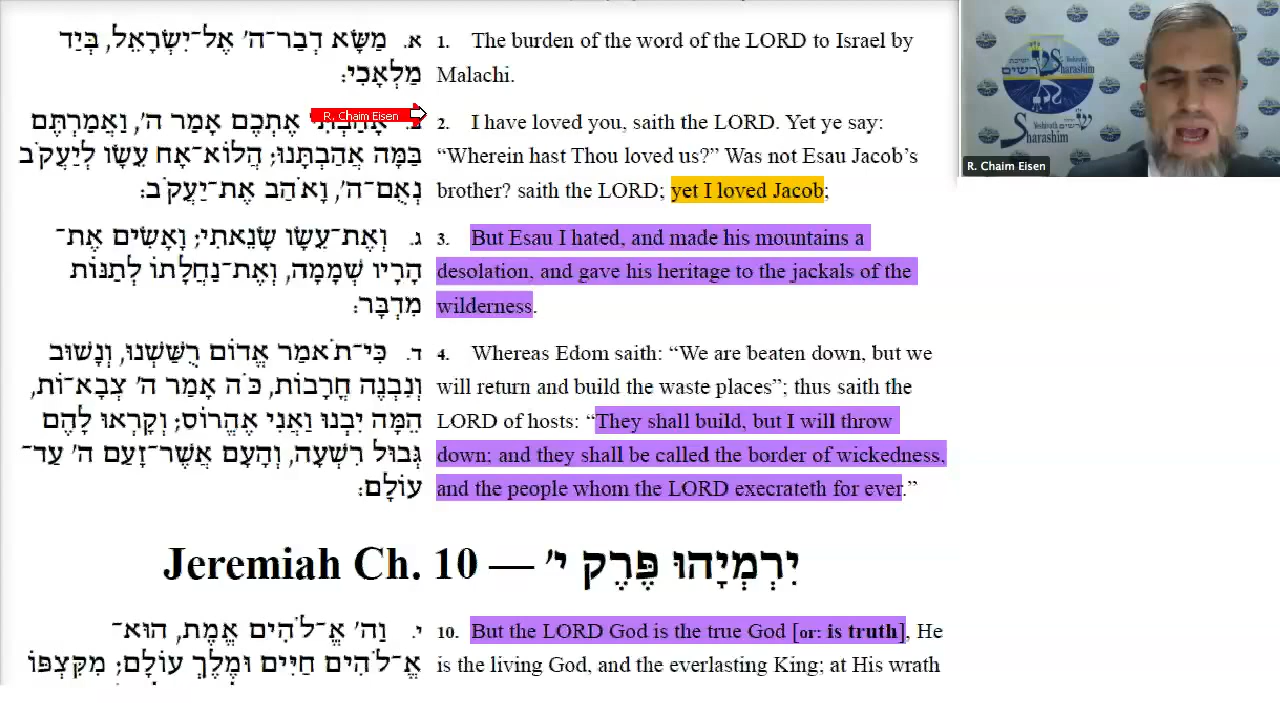 א. מַשָּׂא דְבַר־ה׳ אֶל־יִשְׂרָאֵל, בְּיַד
מַלְאָכִי:
1. The burden of the word of the LORD to Israel by
Malachi.
אֶתְכֶם אָמַר ה׳, וַאֲמַרְתֶּם
בַּמָּה אֲהַבְתָּנוּ; הֲלוֹא־אָח עֵשָׂו לְיַעֲקֹב
נְאֻם־ה׳, וָאֹהַב אֶת־יַעֲקֹב:
R. Chaim Eisen
2. I have loved you, saith the LORD. Yet ye say:
“Wherein hast Thou loved us?” Was not Esau Jacob’s
brother? saith the LORD; yet I loved Jacob;
ג. וְאֶת־עֵשָׂו שָׂנֵאתִי; וָאָשִׂים אֶת־
הָרָיו שְׁמָמָה, וְאֶת־נַחֲלָתוֹ לְתַנּוֹת
מִדְבָּר:
3. But Esau I hated, and made his mountains a
desolation, and gave his heritage to the jackals of the
wilderness.
ד. כִּי־תֹאמַר אֱדוֹם רֻשַּׁשְׁנוּ, וְנָשׁוּב
וְנִבְנֶה חֳרָבוֹת, כֹּה אָמַר ה׳ צְבָא־וֹת,
הֵמָּה יִבְנוּ וַאֲנִי אֶהֱרוֹס; וְקָרְאוּ לָהֶם
גְּבוּל רִשְׁעָה, וְהָעָם אֲשֶׁר־זָעַם ה׳ עַד־
עוֹלָם:
4. Whereas Edom saith: “We are beaten down, but we
will return and build the waste places”; thus saith the
LORD of hosts: “They shall build, but I will throw
down; and they shall be called the border of wickedness,
and the people whom the LORD execrateth for ever.”
Jeremiah Ch. 10 — יִרְמְיָהוּ פֶּרֶק י׳
י. וַה׳ אֱ־לֹהִים אֱמֶת, הוּא־
אֱ־לֹהִים חַיִּים וּמֶלֶךְ עוֹלָם; מִקִּצְפּוֹ
10. But the LORD God is the true God [or: is truth], He
is the living God, and the everlasting King; at His wrath
ישיבת
שרשים
Yeshivath
Sharashim
R. Chaim Eisen